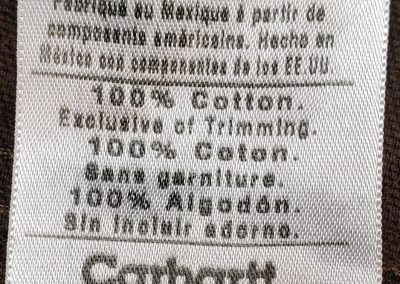 Fabriqué au Mexique à partir de
composants américains. Hecho en
México con componentes de los EE.UU.
100% Cotton.
Exclusive of Trimming.
100% Coton.
Sans garniture.
100% Algodón.
Sin incluir adorno.
Carhartt